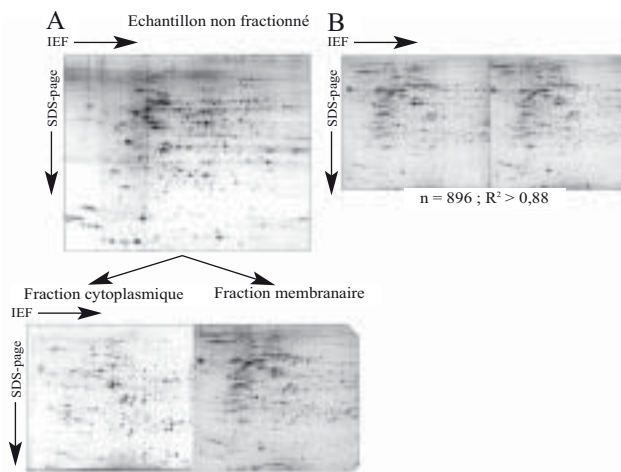 A
Echantillon non fractionné
IEF
SDS-page
B
IEF
SDS-page
n = 896 ; R² > 0,88
Fraction cytoplasmique
Fraction membranaire
IEF
SDS-page